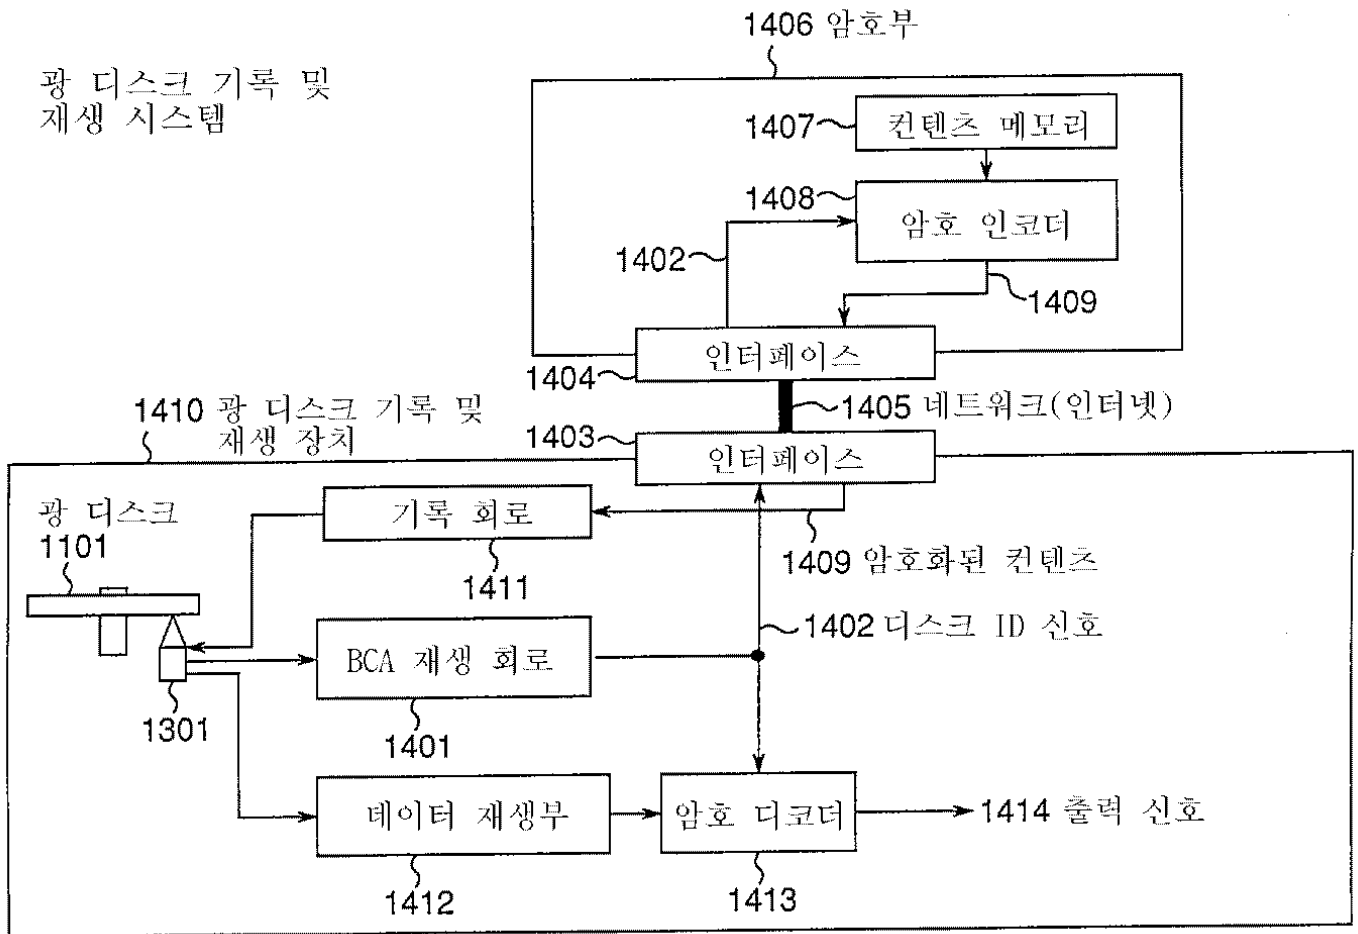 1406 암호부
광 디스크 기록 및
재생 시스템
1407
컨텐츠 메모리
1408
암호 인코더
1402
1409
인터페이스
1404
1405 네트워크(인터넷)
1410 광 디스크 기록 및
재생 장치
1403
인터페이스
광 디스크
1101
기록 회로
1411
1409 암호화된 컨텐츠
1402 디스크 ID 신호
BCA 재생 회로
1301
1401
데이터 재생부
암호 디코더
1414 출력 신호
1412
1413